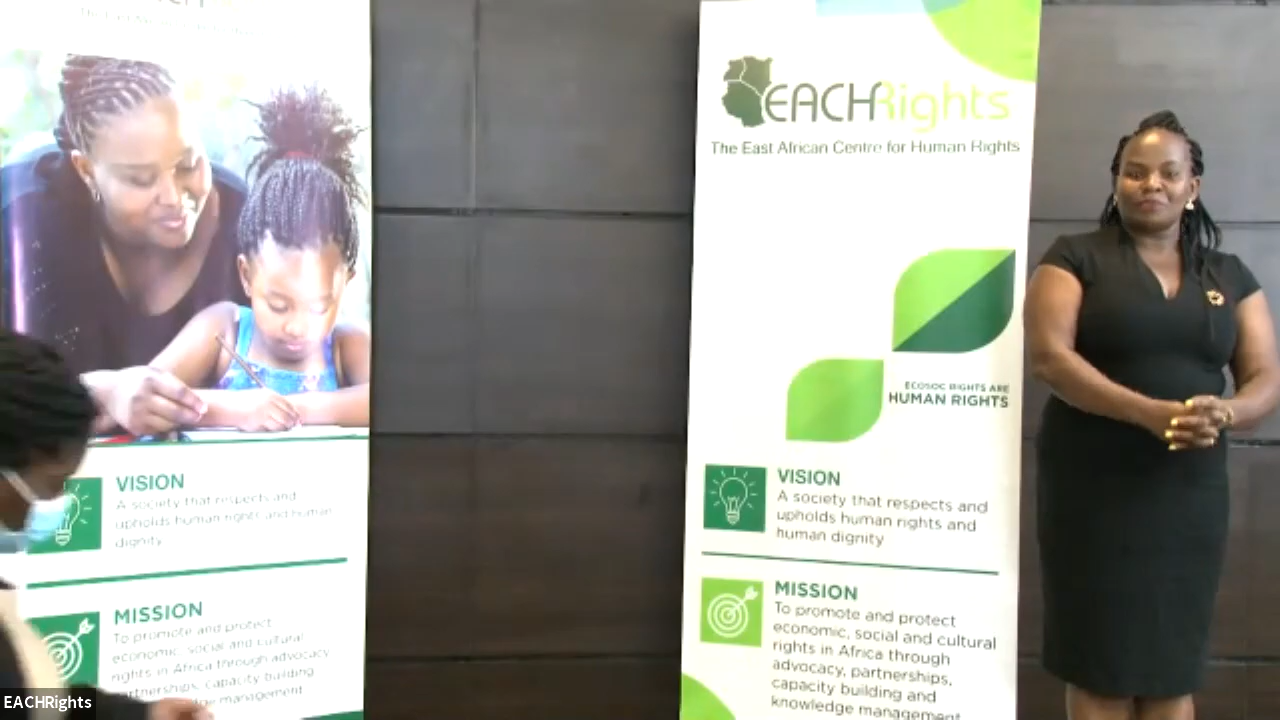 VISION
A society that respects and
upholds human rights and human
dignity
MISSION
To promote and protect
economic, social and cultural
rights in Africa through advocacy
partnerships, capacity building
management
EACHRights
EACHRights
The East African Centre for Human Rights
ECOSOC RIGHTS ARE
HUMAN RIGHTS
VISION
A society that respects and
upholds human rights and
human dignity
MISSION
To promote and protect
economic, social and cultural
rights in Africa through
advocacy, partnerships,
capacity building and
knowledge management